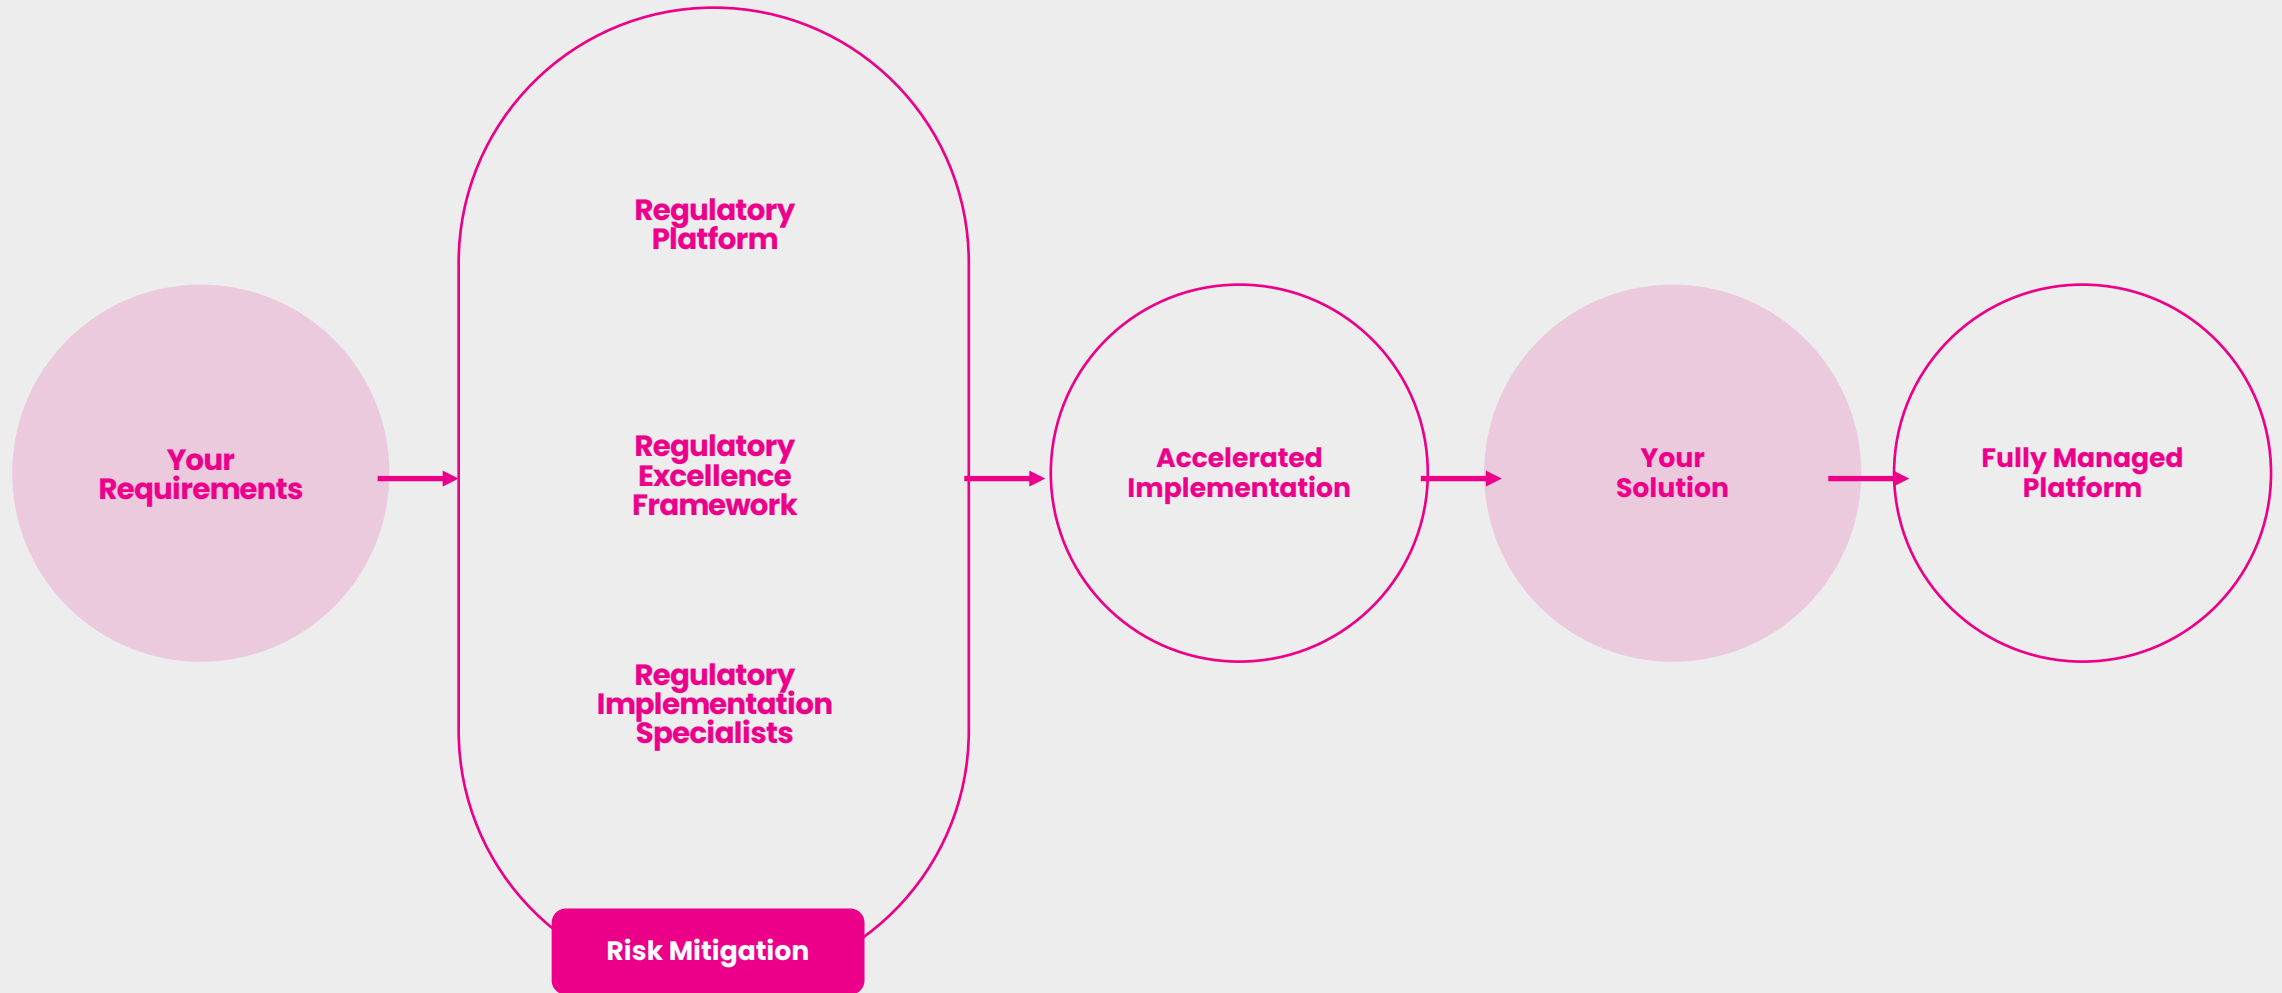 Your
Requirements
Regulatory
Platform
Regulatory
Excellence
Framework
Regulatory
Implementation
Specialists
Risk Mitigation
Accelerated
Implementation
Your
Solution
Fully Managed
Platform